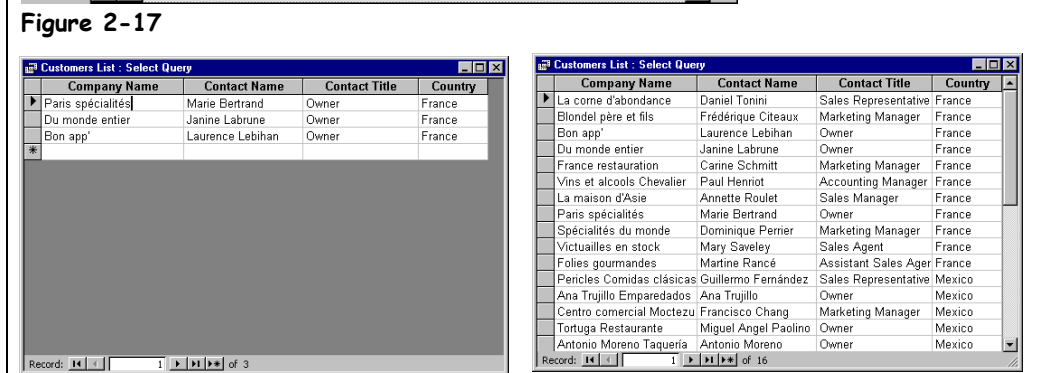 Figure 2-17
Customers List : Select Query
Company Name Contact Name Contact Title Country
Paris spécialités Marie Bertrand Owner France
Du monde entier Janine Labrune Owner France
Bon app' Laurence Lebihan Owner France
Record: 1 of 3
Customers List : Select Query
Company Name Contact Name Contact Title Country
La corne d'abondance Daniel Tonini Sales Representative France
Blondel père et fils Frédérique Citeaux Marketing Manager France
Bon app' Laurence Lebihan Owner France
Du monde entier Janine Labrune Owner France
France restauration Carine Schmitt Marketing Manager France
Vins et alcools Chevalier Paul Henriot Accounting Manager France
La maison d'Asie Annette Roulet Sales Manager France
Paris spécialités Marie Bertrand Owner France
Spécialités du monde Dominique Perrier Marketing Manager France
Victuailles en stock Mary Saveley Sales Agent France
Folies gourmandes Martine Rancé Assistant Sales Ager France
Pericles Comidas clásicas Guillermo Fernández Sales Representative Mexico
Ana Trujillo Emparedados Ana Trujillo Owner Mexico
Centro comercial Moctezu Francisco Chang Marketing Manager Mexico
Tortuga Restaurante Miguel Angel Paolino Owner Mexico
Antonio Moreno Taquería Antonio Moreno Owner Mexico
Record: 1 of 16